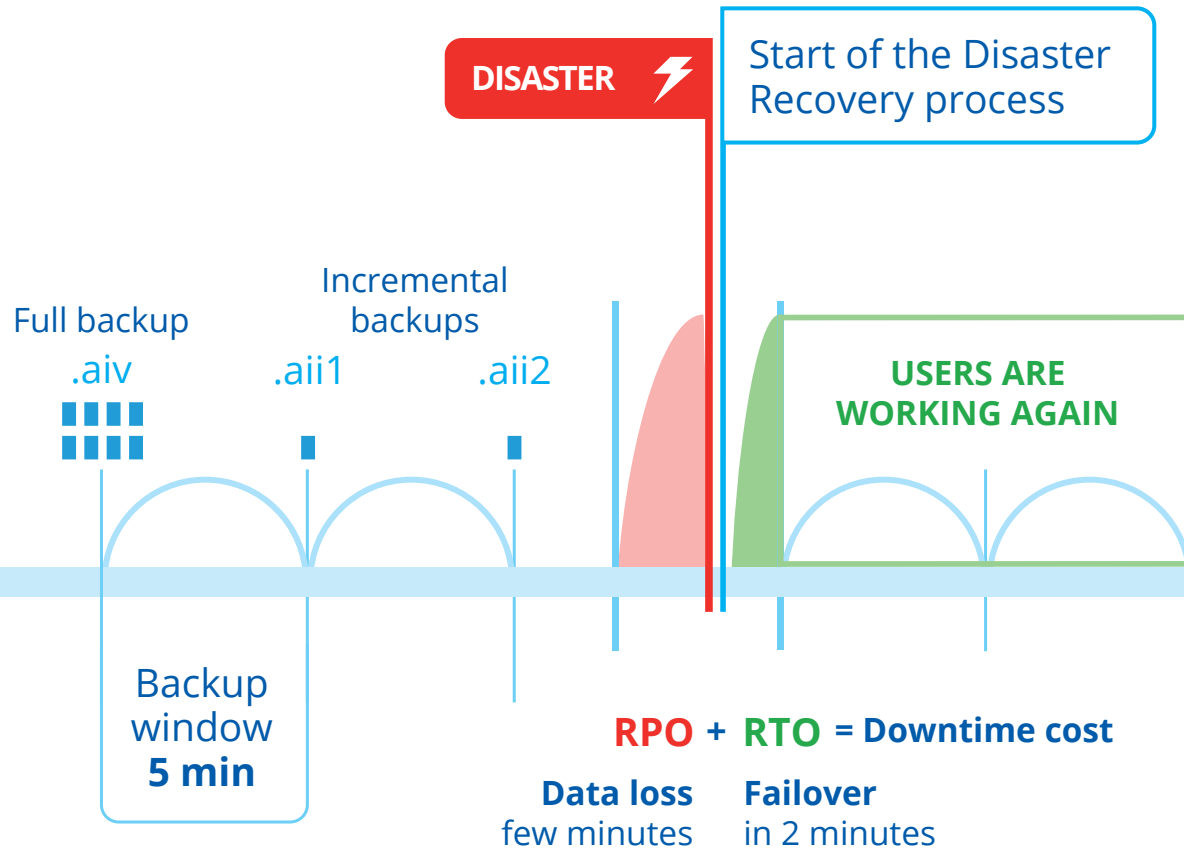 DISASTER
Start of the Disaster
Recovery process
Incremental
backups
Full backup
.aiv
.aii1
.aii2
USERS ARE
WORKING AGAIN
Backup
window
5 min
RPO + RTO = Downtime cost
Data loss
few minutes
Failover
in 2 minutes